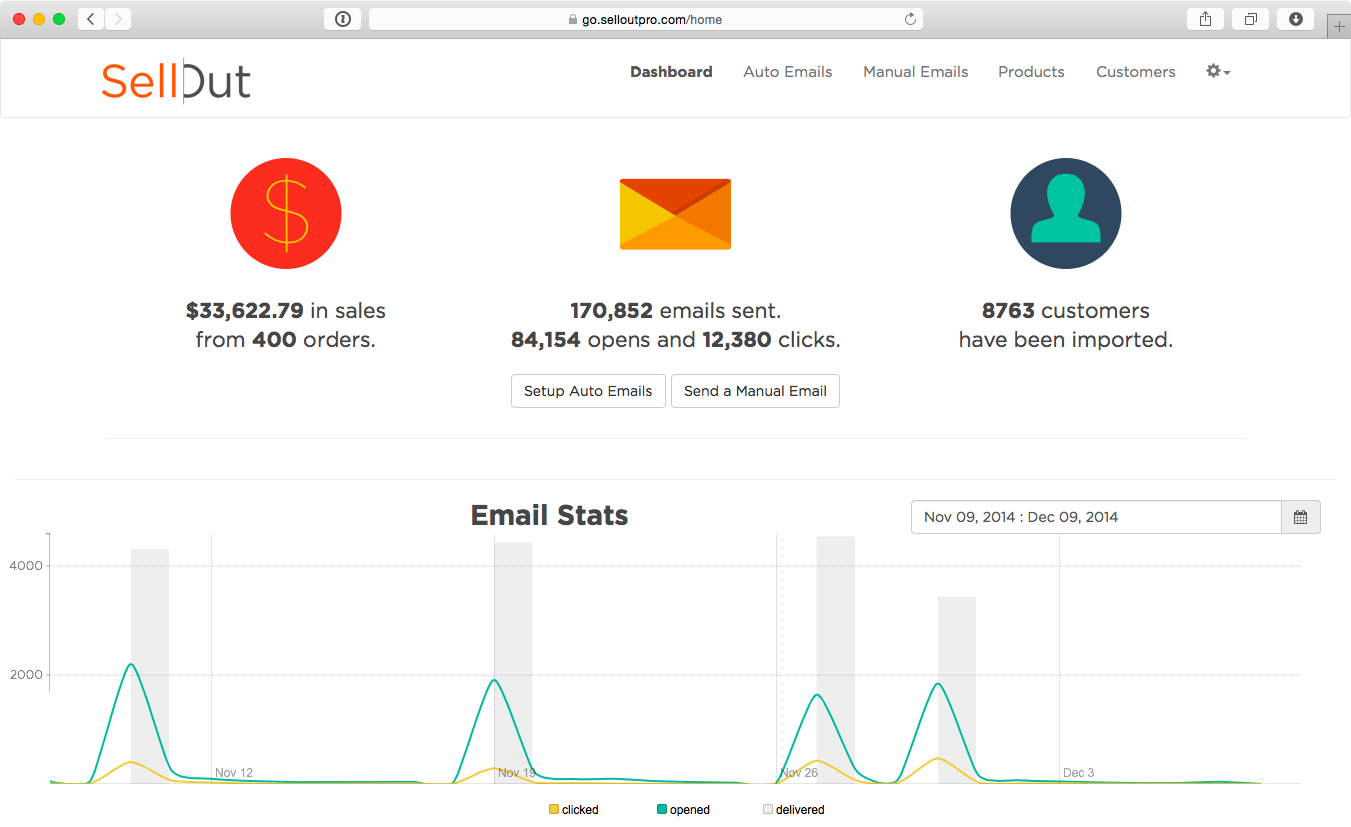 go.selloutpro.com/home
SellOut
Dashboard Auto Emails Manual Emails Products Customers
$33,622.79 in sales
from 400 orders.
170,852 emails sent.
84,154 opens and 12,380 clicks.
8763 customers
have been imported.
Setup Auto Emails Send a Manual Email
Email Stats
Nov 09, 2014 : Dec 09, 2014
4000
2000
Nov 12 Nov 19 Nov 26 Dec 3
clicked opened delivered